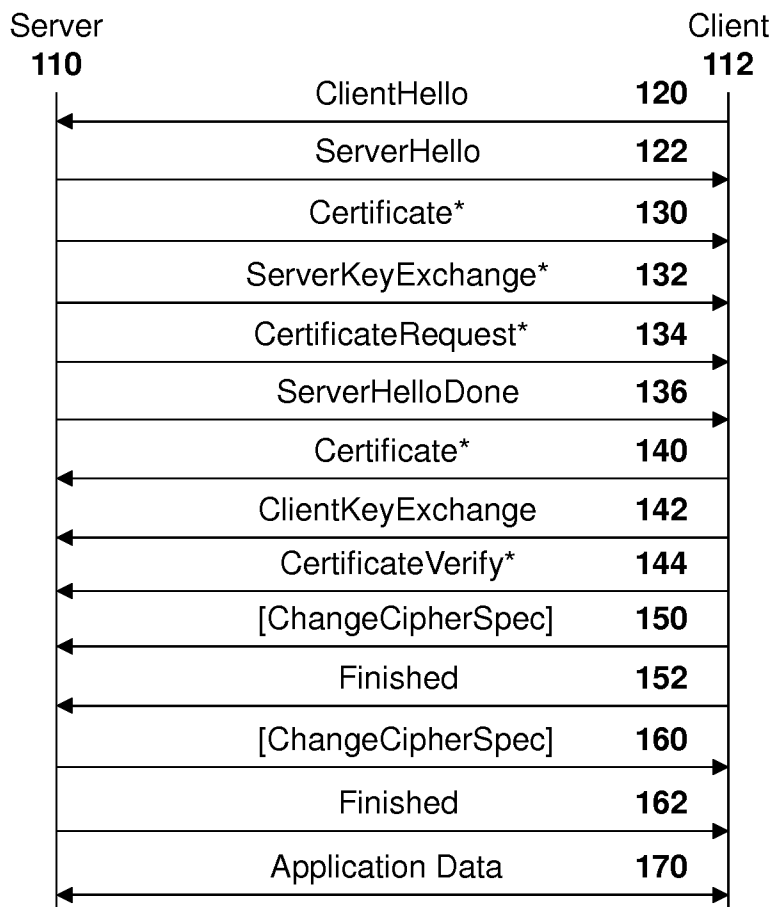 Server Client
110 112
ClientHello 120
ServerHello 122
Certificate* 130
ServerKeyExchange* 132
CertificateRequest* 134
ServerHelloDone 136
Certificate* 140
ClientKeyExchange 142
CertificateVerify* 144
[ChangeCipherSpec] 150
Finished 152
[ChangeCipherSpec] 160
Finished 162
Application Data 170